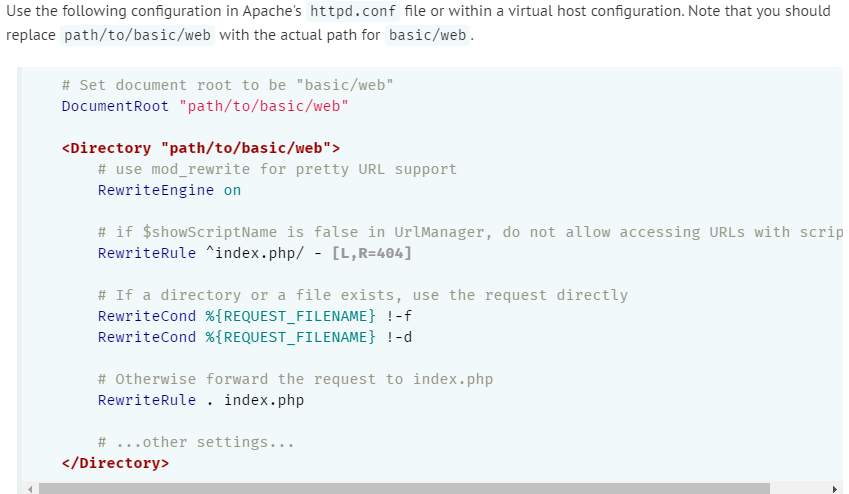 Use the following configuration in Apache's httpd.conf file or within a virtual host configuration. Note that you should
replace path/to/basic/web with the actual path for basic/web.
# Set document root to be "basic/web"
DocumentRoot "path/to/basic/web"
<Directory "path/to/basic/web">
# use mod_rewrite for pretty URL support
RewriteEngine on
# if $showScriptName is false in UrlManager, do not allow accessing URLs with scrip
RewriteRule ^index.php/ - [L,R=404]
# If a directory or a file exists, use the request directly
RewriteCond %{REQUEST_FILENAME} !-f
RewriteCond %{REQUEST_FILENAME} !-d
# Otherwise forward the request to index.php
RewriteRule . index.php
# ...other settings...
</Directory>